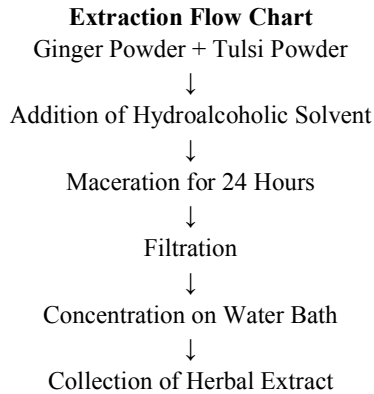 Extraction Flow Chart
Ginger Powder + Tulsi Powder
↓
Addition of Hydroalcoholic Solvent
↓
Maceration for 24 Hours
↓
Filtration
↓
Concentration on Water Bath
↓
Collection of Herbal Extract